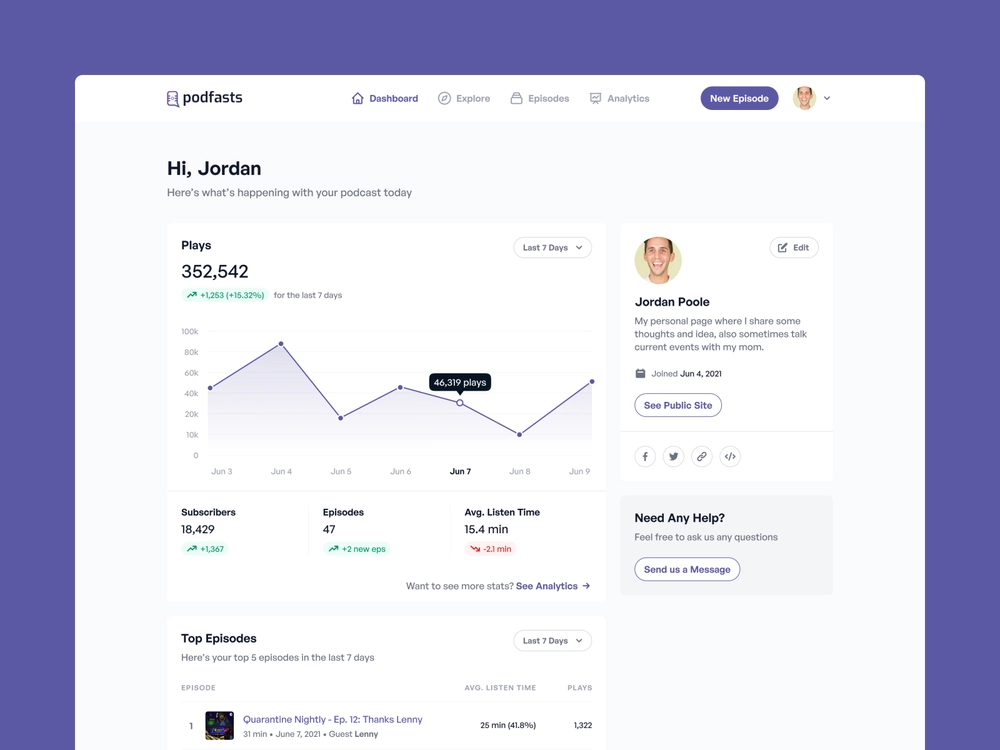 podfasts
Dashboard
Explore
Episodes
Analytics
New Episode
Hi, Jordan
Here's what's happening with your podcast today
Plays
Last 7 Days
352,542
+1,253 (+15.32%) for the last 7 days
100k
80k
60k
40k
20k
10k
0
46,319 plays
Jun 3
Jun 4
Jun 5
Jun 6
Jun 7
Jun 8
Jun 9
Subscribers
18,429
+1,367
Episodes
47
+2 new eps
Avg. Listen Time
15.4 min
-2.1 min
Want to see more stats? See Analytics
Edit
Jordan Poole
My personal page where I share some
thoughts and idea, also sometimes talk
current events with my mom.
Joined Jun 4, 2021
See Public Site
Need Any Help?
Feel free to ask us any questions
Send us a Message
Top Episodes
Last 7 Days
Here's your top 5 episodes in the last 7 days
EPISODE
AVG. LISTEN TIME
PLAYS
1
Quarantine Nightly - Ep. 12: Thanks Lenny
31 min • June 7, 2021 • Guest Lenny
25 min (41.8%)
1,322